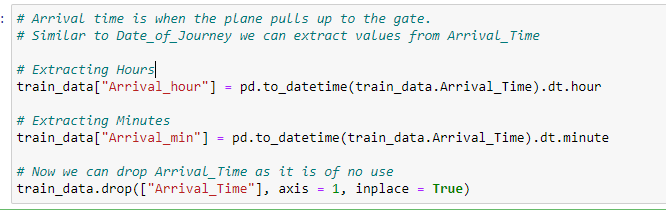 : # Arrival time is when the plane pulls up to the gate.
# Similar to Date_of_Journey we can extract values from Arrival_Time
# Extracting Hours
train_data["Arrival_hour"] = pd.to_datetime(train_data.Arrival_Time).dt.hour
# Extracting Minutes
train_data["Arrival_min"] = pd.to_datetime(train_data.Arrival_Time).dt.minute
# Now we can drop Arrival_Time as it is of no use
train_data.drop(["Arrival_Time"], axis = 1, inplace = True)